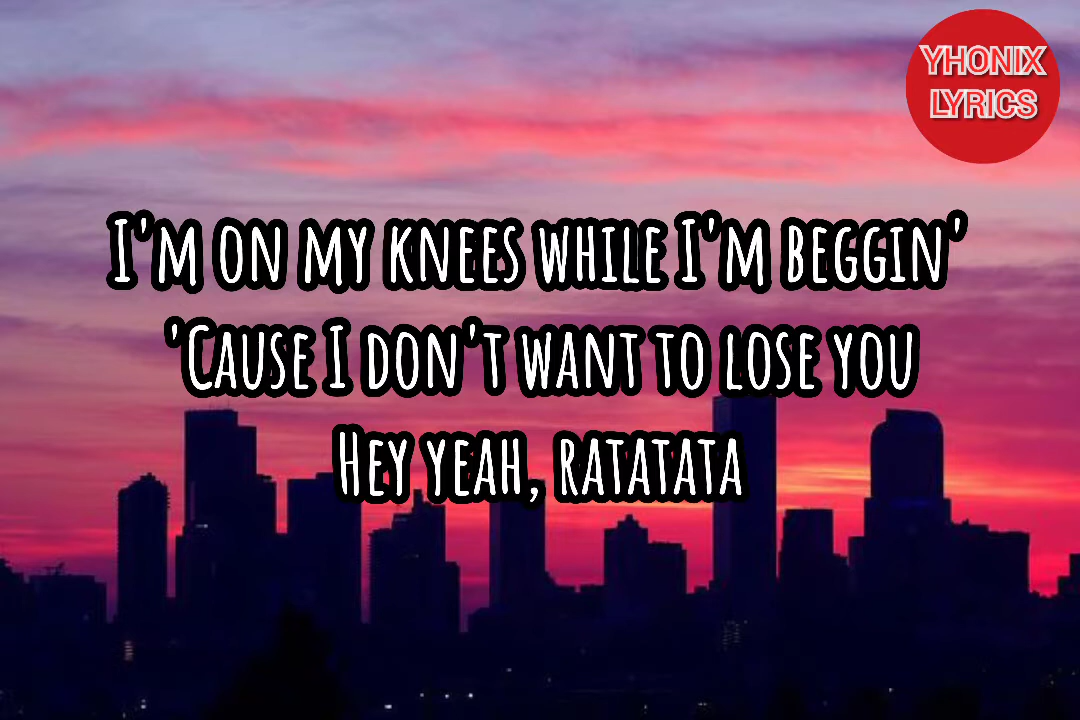 YHONIX
LYRICS
I'm on my knees while I'm beggin'
'Cause I don't want to lose you
Hey yeah, ratatata